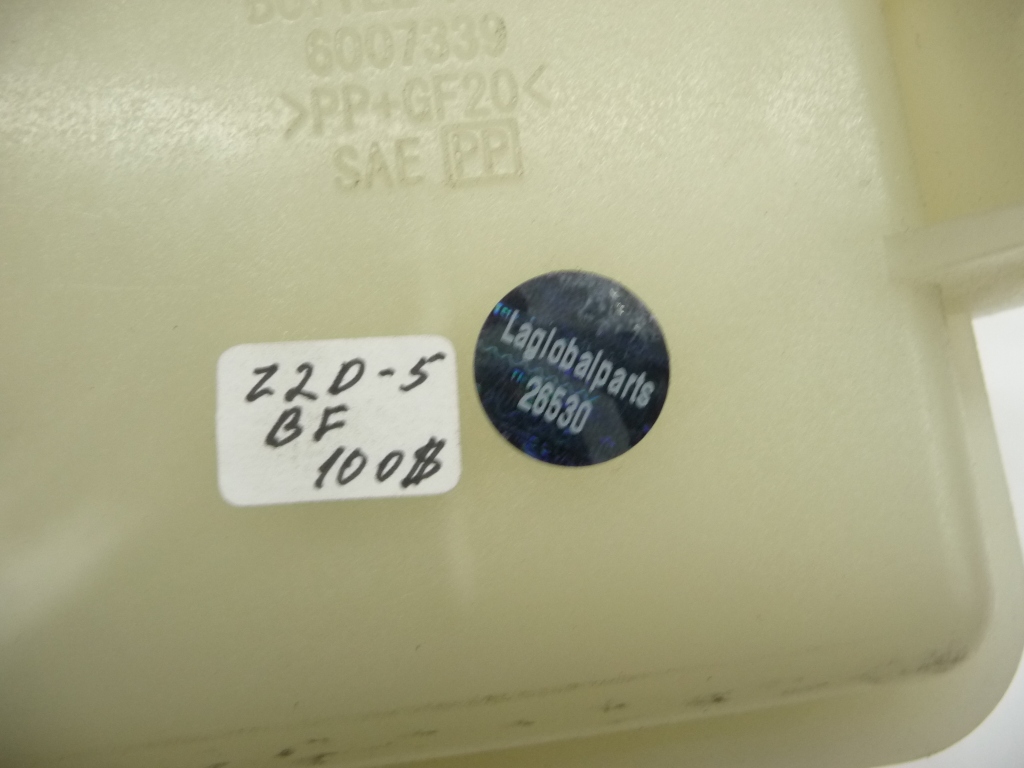 6007339
>PP+GF20<
SAE PP
Z2D-5
BF
100$
"Laglobalparts
"26530